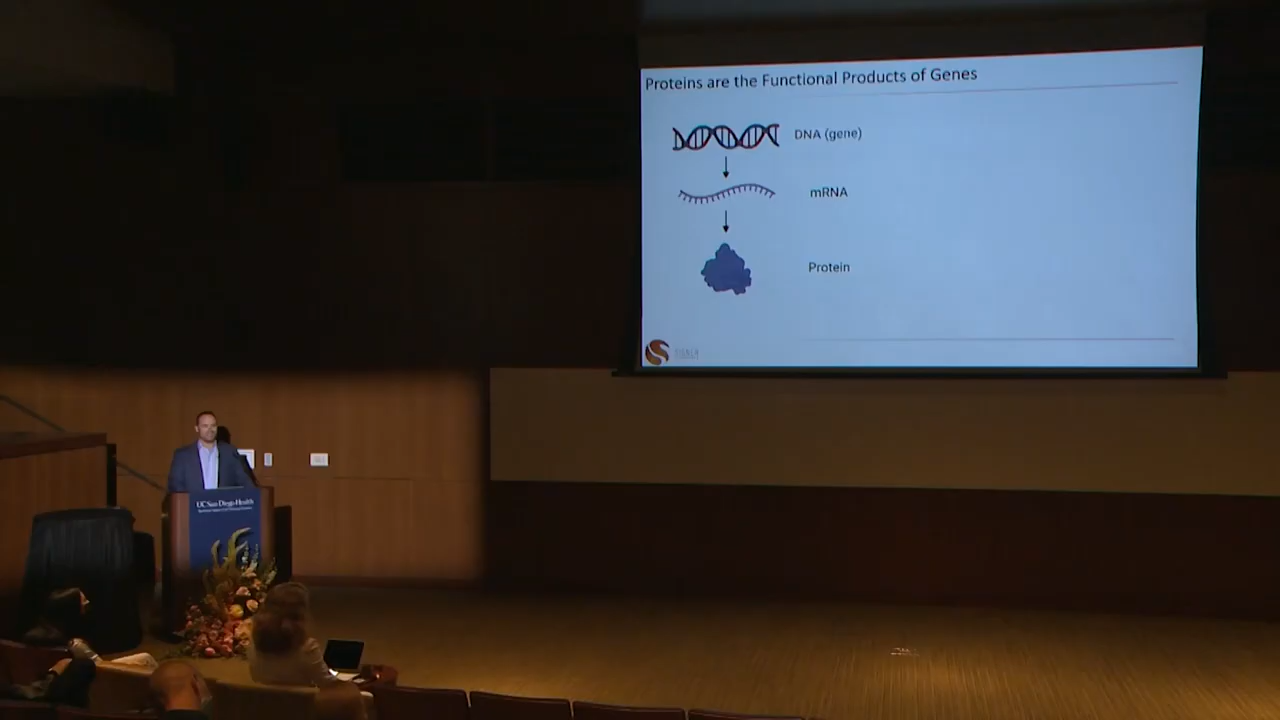 Proteins are the Functional Products of Genes
DNA (gene)
mRNA
Protein
UC San Diego Health